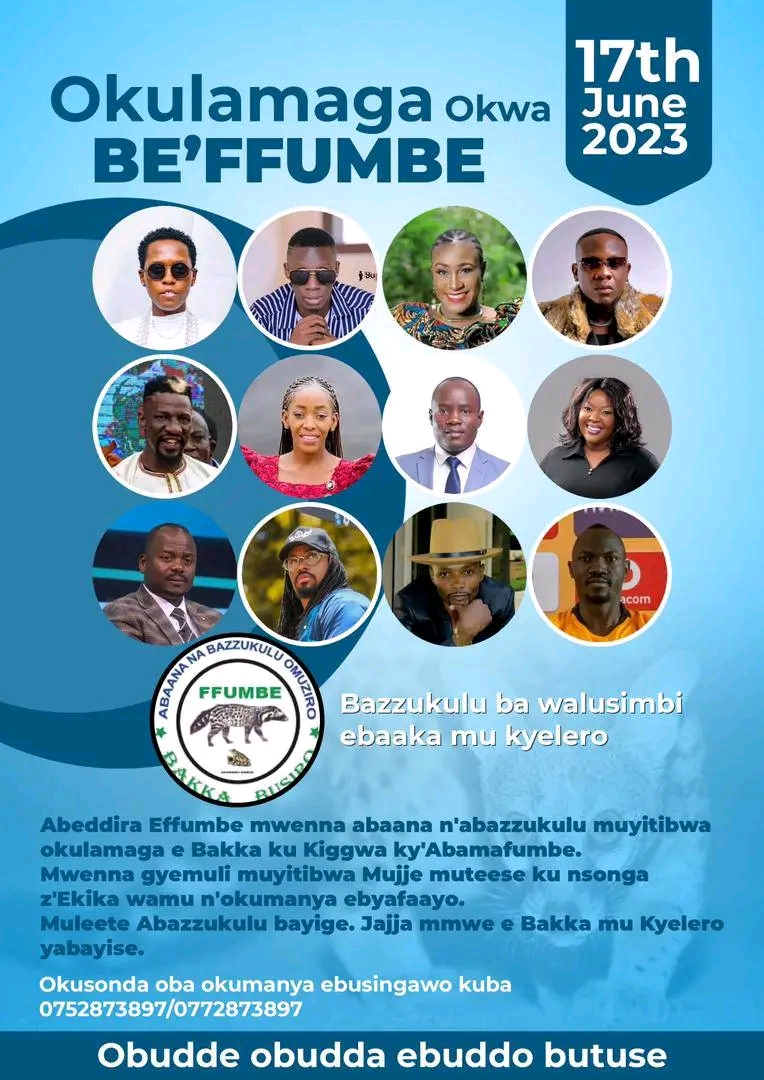 17th
June
2023
Okulamaga Okwa
BE'FFUMBE
ABAANA NA BAZZUKULU OMUZIRO
FFUMBE
BAKKA BUSIRO
Bazzukulu ba walusimbi
ebaaka mu kyelero
Abeddira Effumbe mwenna abaana n'abazzukulu muyitibwa
okulamaga e Bakka ku Kiggwa ky'Abamafumbe.
Mwenna gyemuli muyitibwa Mujje muteese ku nsonga
z'Ekika wamu n'okumanya ebyafaayo.
Muleete Abazzukulu bayige. Jajja mmwe e Bakka mu Kyelero
yabayise.
Okusonda oba okumanya ebusingawo kuba
0752873897/0772873897
Obudde obudda ebuddo butuse